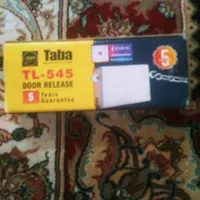 Taba
TL-545
DOOR RELEASE
5 Years
Guarantee
5